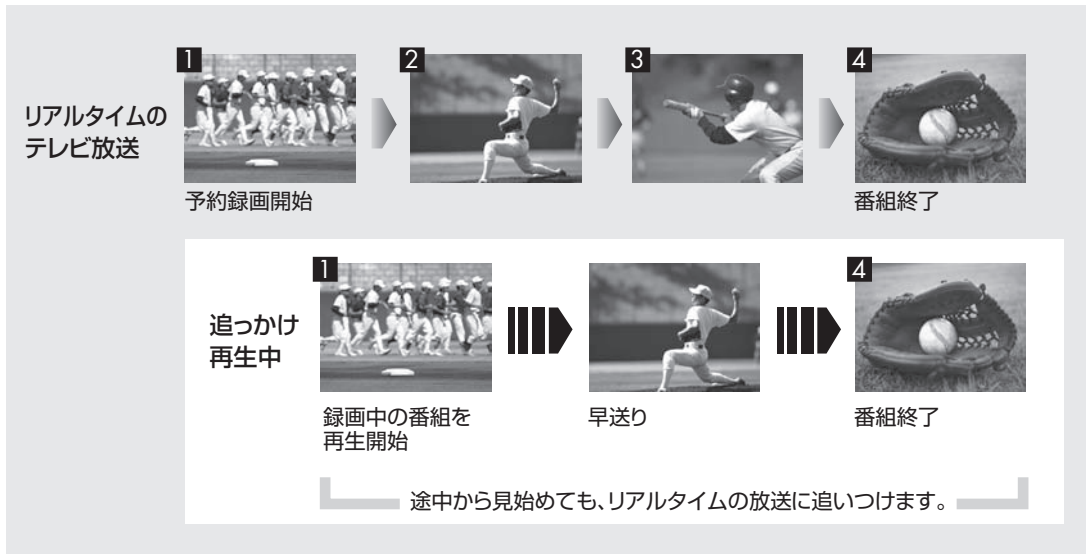 リアルタイムの
テレビ放送
1
2
3
4
予約録画開始
番組終了
追っかけ
再生中
1
4
録画中の番組を
再生開始
早送り
番組終了
途中から見始めても、リアルタイムの放送に追いつけます。